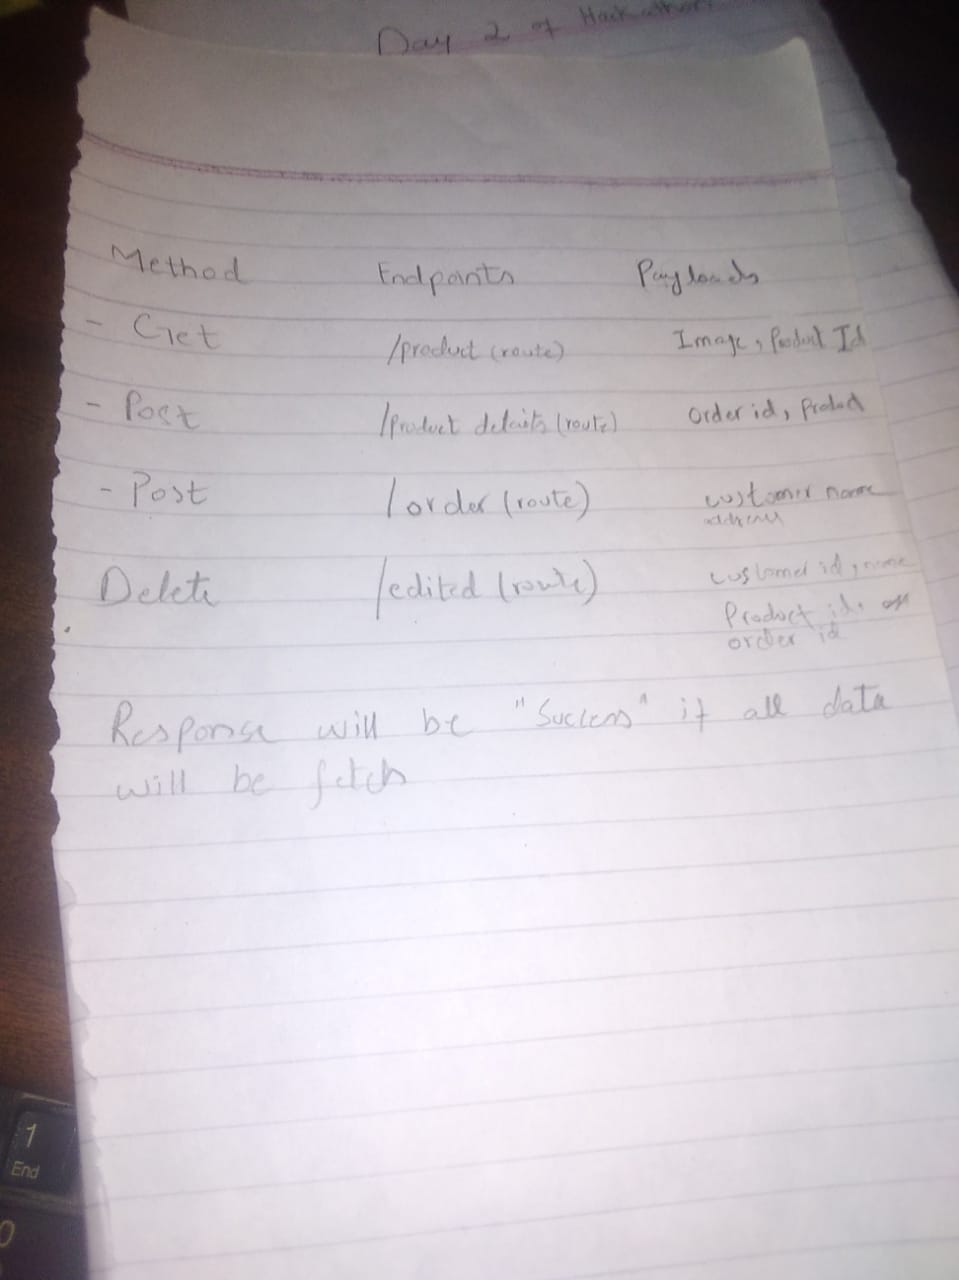 Day 2 of Hackathon
Method Endpoints Payloads
- Get /product (route) Image, Product Id
- Post /product details (route) Order id, Product
- Post /order (route) customer name
address
Delete /edited (route) customer id, name
Product id,
order id
Response will be "Success" if all data
will be fetch
1
End
0